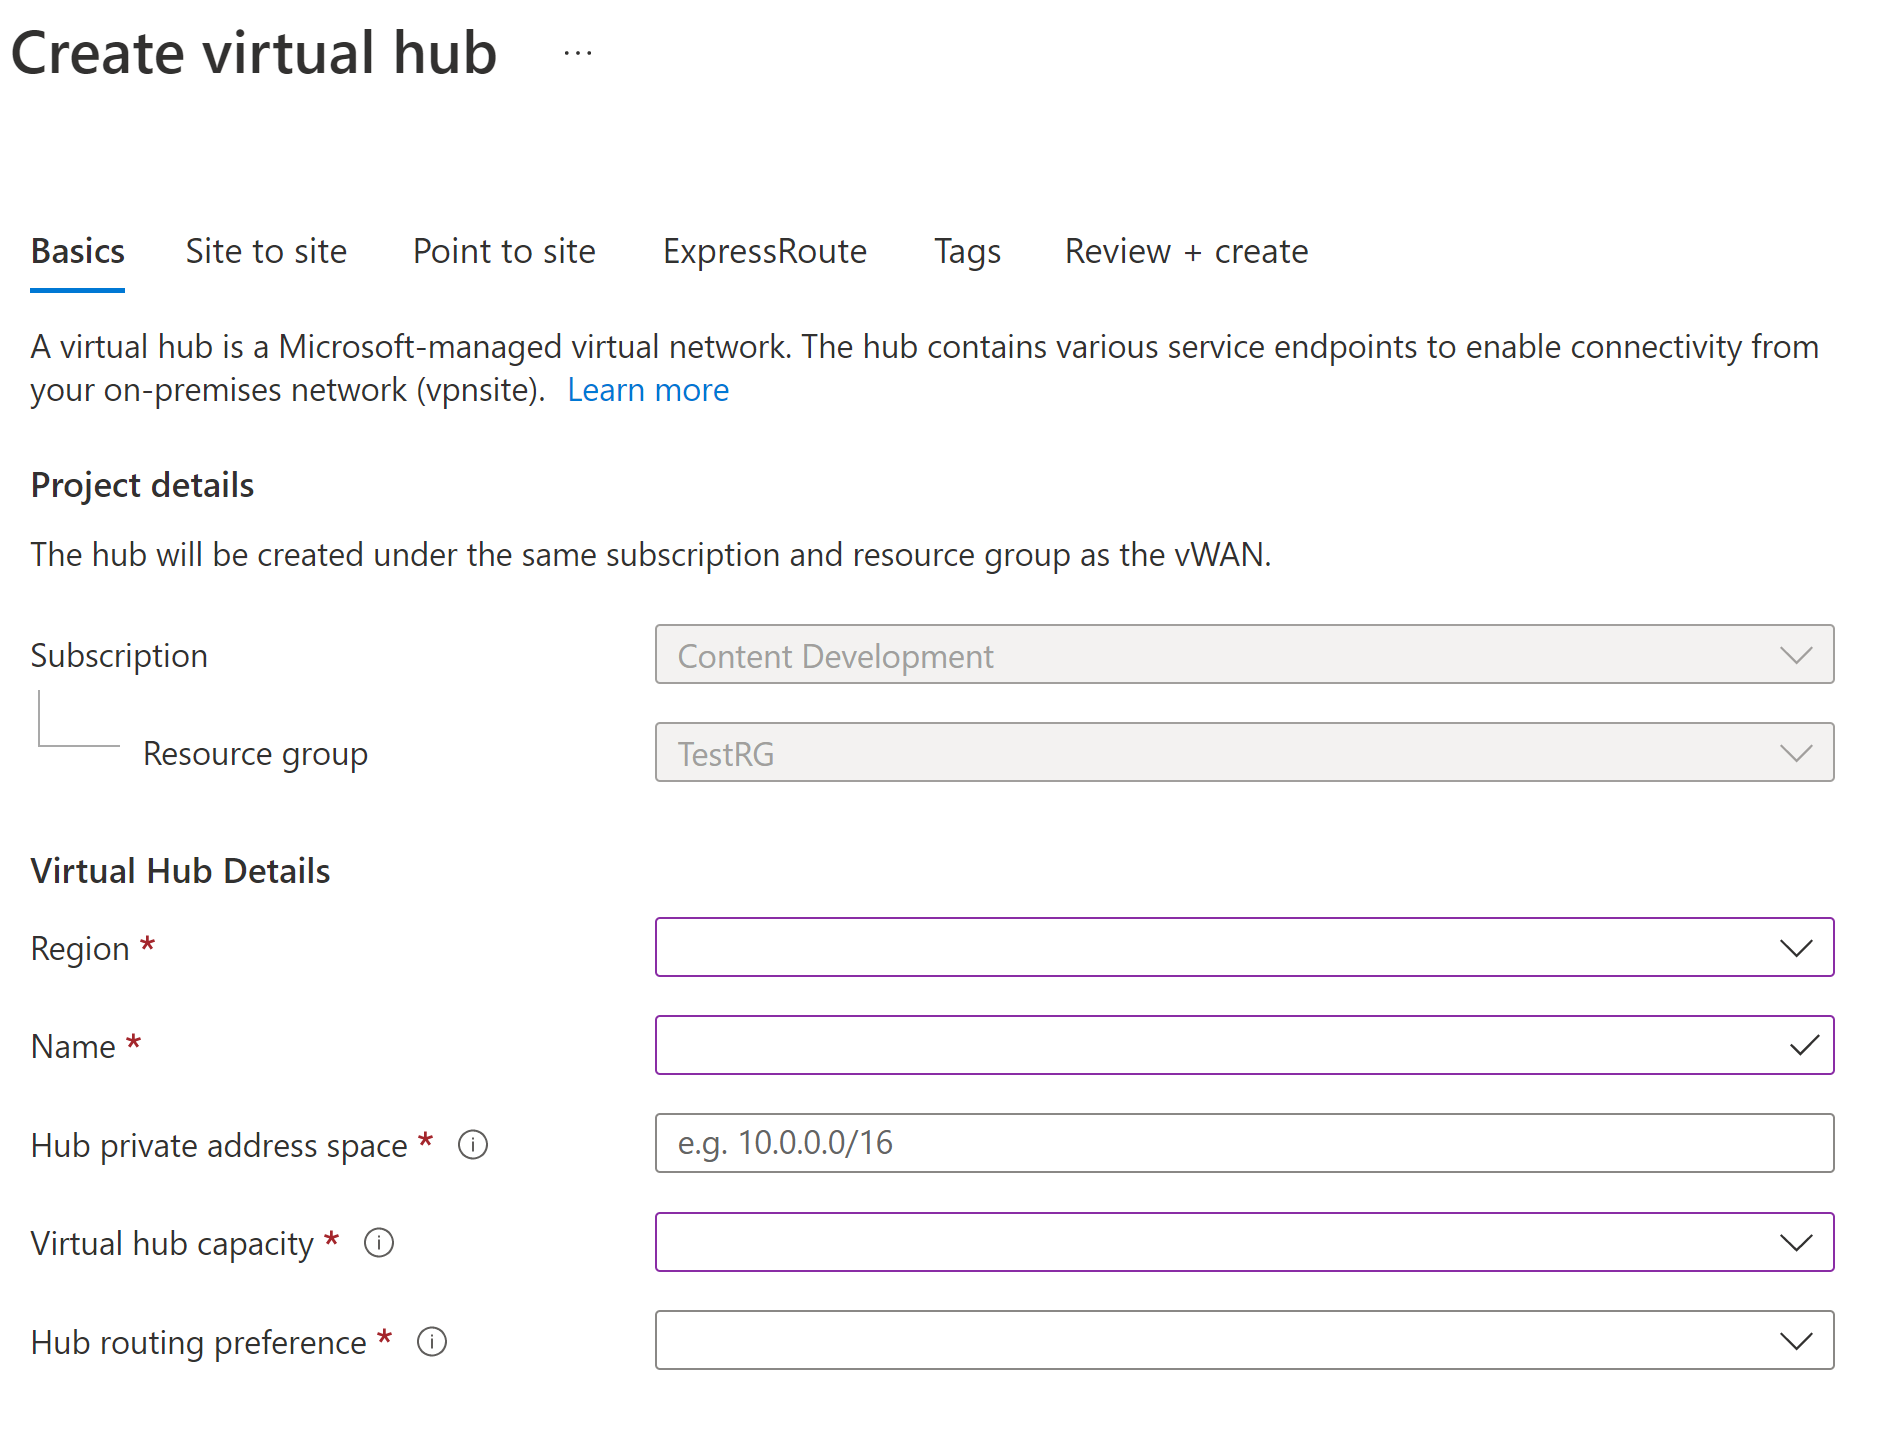 Create virtual hub ...
Basics Site to site Point to site ExpressRoute Tags Review + create
A virtual hub is a Microsoft-managed virtual network. The hub contains various service endpoints to enable connectivity from
your on-premises network (vpnsite). Learn more
Project details
The hub will be created under the same subscription and resource group as the vWAN.
Subscription Content Development
Resource group TestRG
Virtual Hub Details
Region *
Name *
Hub private address space * e.g. 10.0.0.0/16
Virtual hub capacity *
Hub routing preference *